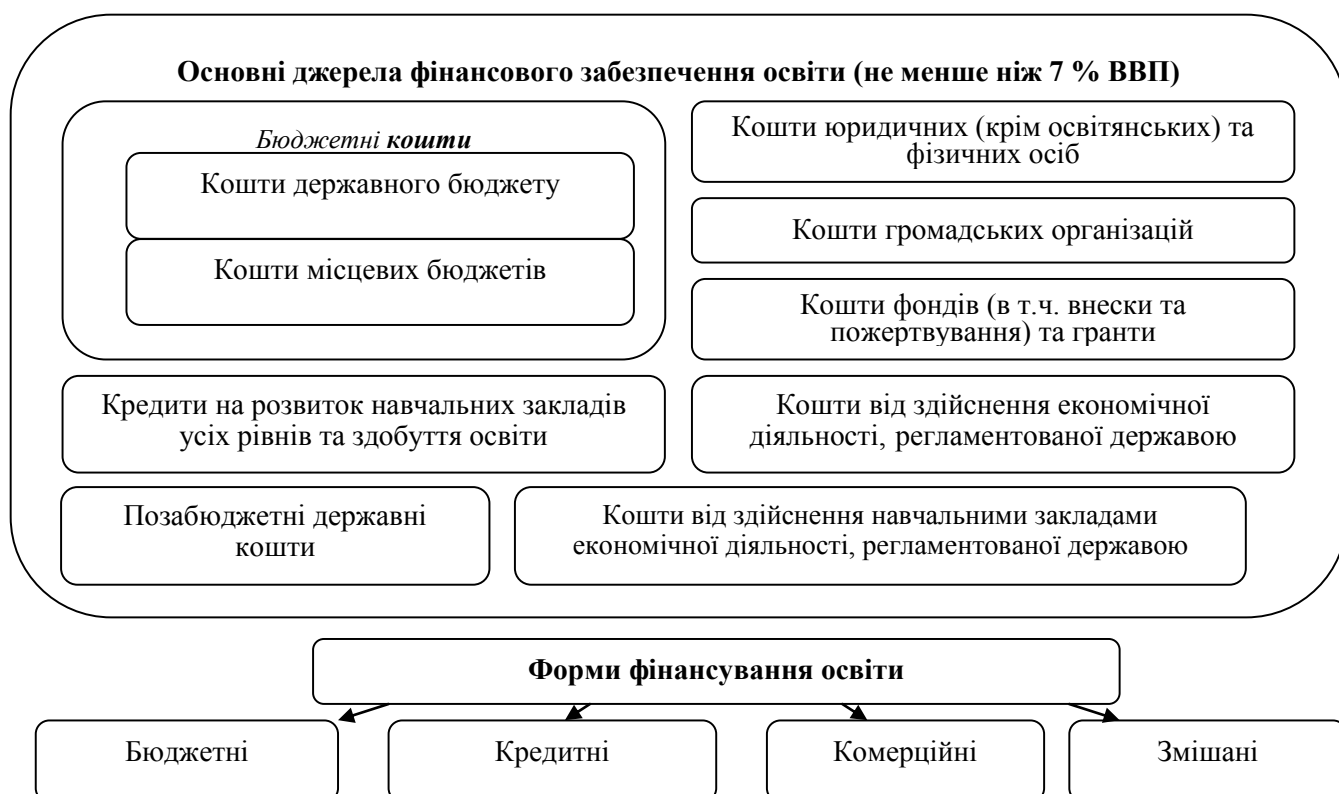 Основні джерела фінансового забезпечення освіти (не менше ніж 7 % ВВП)
Бюджетні кошти
Кошти державного бюджету
Кошти місцевих бюджетів
Кошти юридичних (крім освітянських) та
фізичних осіб
Кошти громадських організацій
Кошти фондів (в т.ч. внески та
пожертвування) та гранти
Кредити на розвиток навчальних закладів
усіх рівнів та здобуття освіти
Кошти від здійснення економічної
діяльності, регламентованої державою
Позабюджетні державні
кошти
Кошти від здійснення навчальними закладами
економічної діяльності, регламентованої державою
Форми фінансування освіти
Бюджетні
Кредитні
Комерційні
Змішані